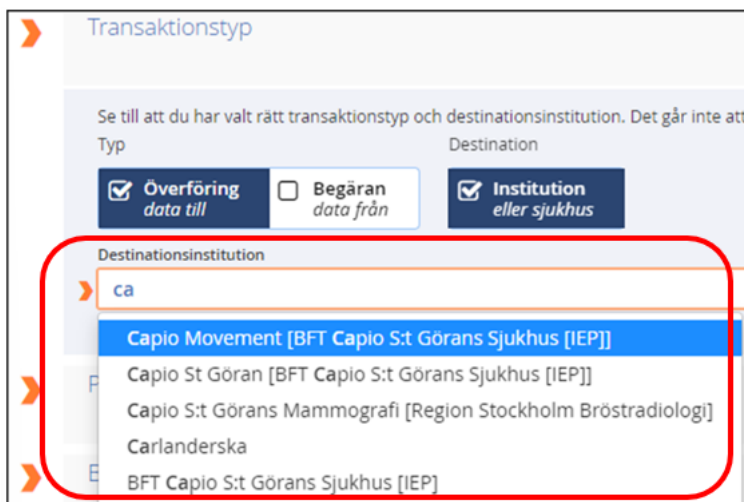 Transaktionstyp
Se till att du har valt rätt transaktionstyp och destinationsinstitution. Det går inte att
Typ
Destination
Överföring
data till
Begäran
data från
Institution
eller sjukhus
Destinationsinstitution
ca
Capio Movement [BFT Capio S:t Görans Sjukhus [IEP]]
Capio St Göran [BFT Capio S:t Görans Sjukhus [IEP]]
P
Capio S:t Görans Mammografi [Region Stockholm Bröstradiologi]
Carlanderska
B
BFT Capio S:t Görans Sjukhus [IEP]